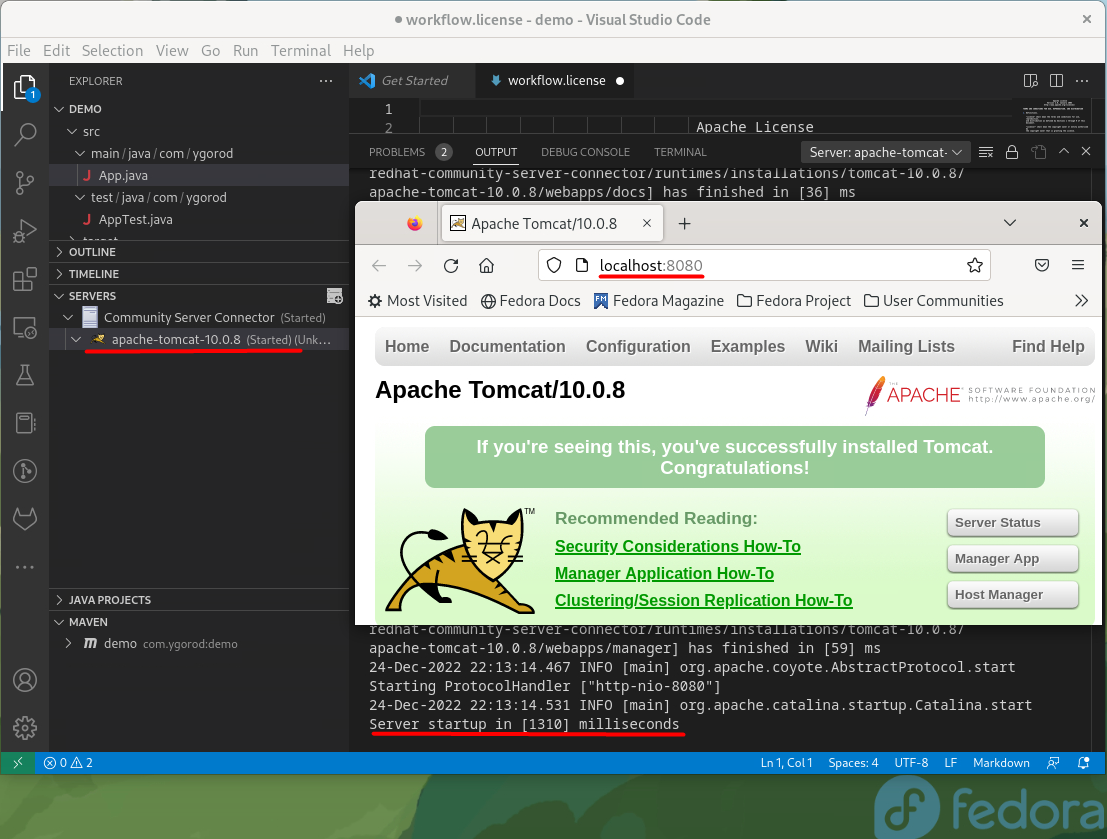 workflow.license - demo - Visual Studio Code
File Edit Selection View Go Run Terminal Help
1
EXPLORER
DEMO
src
main / java / com / ygorod
J App.java
test / java / com / ygorod
J AppTest.java
target
OUTLINE
TIMELINE
SERVERS
Community Server Connector (Started)
apache-tomcat-10.0.8 (Started) (Unk...
JAVA PROJECTS
MAVEN
m demo com.ygorod:demo
Get Started
workflow.license
1
2 Apache License
PROBLEMS 2 OUTPUT DEBUG CONSOLE TERMINAL
Server: apache-tomcat-
redhat-community-server-connector/runtimes/installations/tomcat-10.0.8/
apache-tomcat-10.0.8/webapps/docs] has finished in [36] ms
Apache Tomcat/10.0.8
localhost:8080
Most Visited Fedora Docs FM Fedora Magazine Fedora Project User Communities
Home Documentation Configuration Examples Wiki Mailing Lists Find Help
Apache Tomcat/10.0.8
THE APACHE SOFTWARE FOUNDATION
http://www.apache.org/
If you're seeing this, you've successfully installed Tomcat.
Congratulations!
TM
Recommended Reading:
Security Considerations How-To
Manager Application How-To
Clustering/Session Replication How-To
Server Status
Manager App
Host Manager
redhat-community-server-connector/runtimes/installations/tomcat-10.0.8/
apache-tomcat-10.0.8/webapps/manager] has finished in [59] ms
24-Dec-2022 22:13:14.467 INFO [main] org.apache.coyote.AbstractProtocol.start
Starting ProtocolHandler ["http-nio-8080"]
24-Dec-2022 22:13:14.531 INFO [main] org.apache.catalina.startup.Catalina.start
Server startup in [1310] milliseconds
0 2 Ln 1, Col 1 Spaces: 4 UTF-8 LF Markdown
fedora